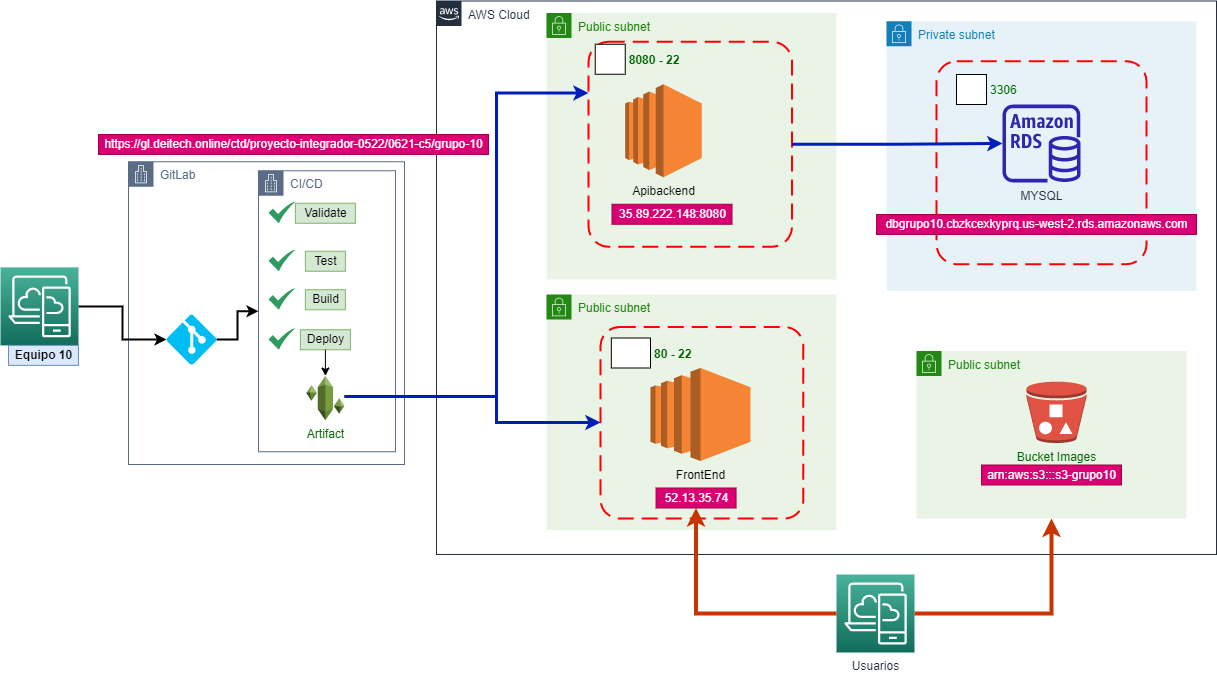 aws
AWS Cloud
Public subnet
8080 - 22
Apibackend
35.89.222.148:8080
Private subnet
3306
Amazon
RDS
MYSQL
dbgrupo10.cbzkcexkyprq.us-west-2.rds.amazonaws.com
https://gl.deitech.online/ctd/proyecto-integrador-0522/0621-c5/grupo-10
GitLab
CI/CD
Validate
Test
Build
Deploy
Artifact
Equipo 10
Public subnet
80 - 22
FrontEnd
52.13.35.74
Public subnet
Bucket Images
arn:aws:s3:::s3-grupo10
Usuarios